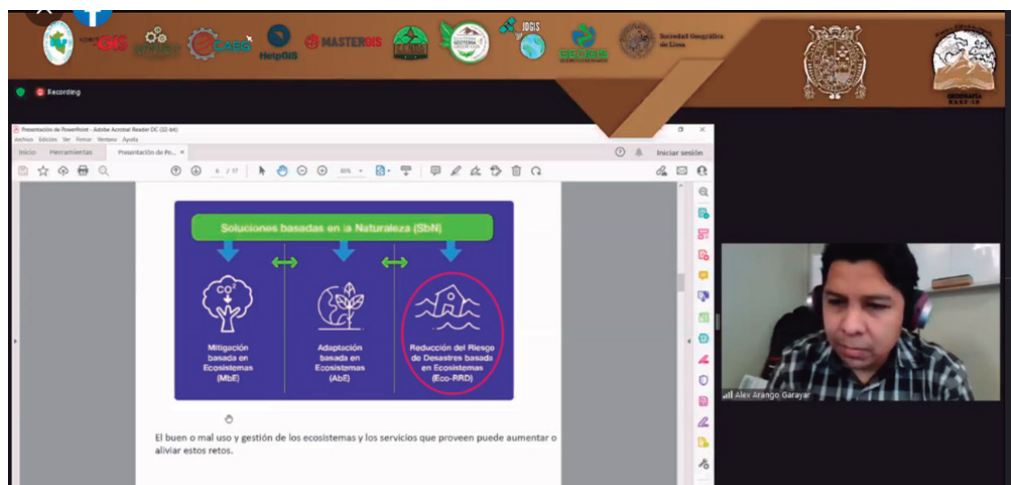 GIS
CAEG
HelpGIS
MASTERGIS
JOGIS
Sociedad Geográfica
de Lima
GEOGRAFÍA
Recording
Presentación de PowerPoint - Adobe Acrobat Reader DC (32-bit)
Archivo Edición Ver Firmar Ventana Ayuda
Inicio Herramientas Presentación de Po... ×
Iniciar sesión
6 / 17
Soluciones basadas en la Naturaleza (SbN)
CO²
Mitigación
basada en
Ecosistemas
(MbE)
Adaptación
basada en
Ecosistemas
(AbE)
Reducción del Riesgo
de Desastres basada
en Ecosistemas
(Eco-RRD)
El buen o mal uso y gestión de los ecosistemas y los servicios que proveen puede aumentar o
aliviar estos retos.
Alex Arango Garayar